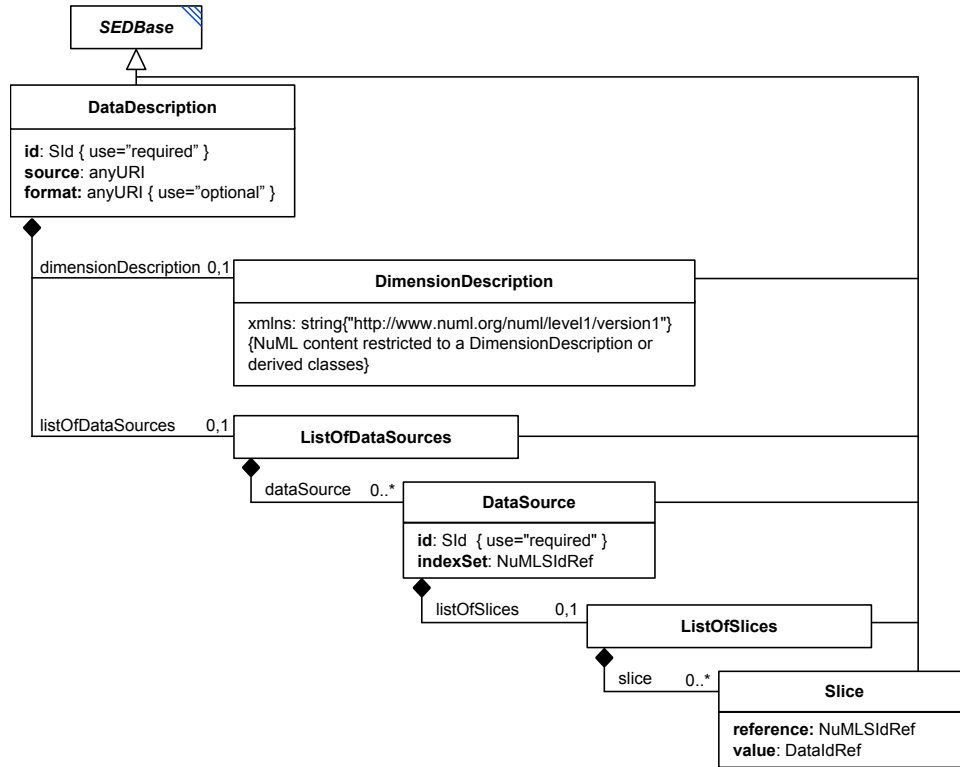 SEDBase
DataDescription
id: SId { use=”required” }
source: anyURI
format: anyURI { use=”optional” }
dimensionDescription 0,1
DimensionDescription
xmlns: string{"http://www.numl.org/numl/level1/version1"}
{NuML content restricted to a DimensionDescription or
derived classes}
listOfDataSources 0,1
ListOfDataSources
dataSource 0..*
DataSource
id: SId { use="required" }
indexSet: NuMLSIdRef
listOfSlices 0,1
ListOfSlices
slice 0..*
Slice
reference: NuMLSIdRef
value: DataIdRef